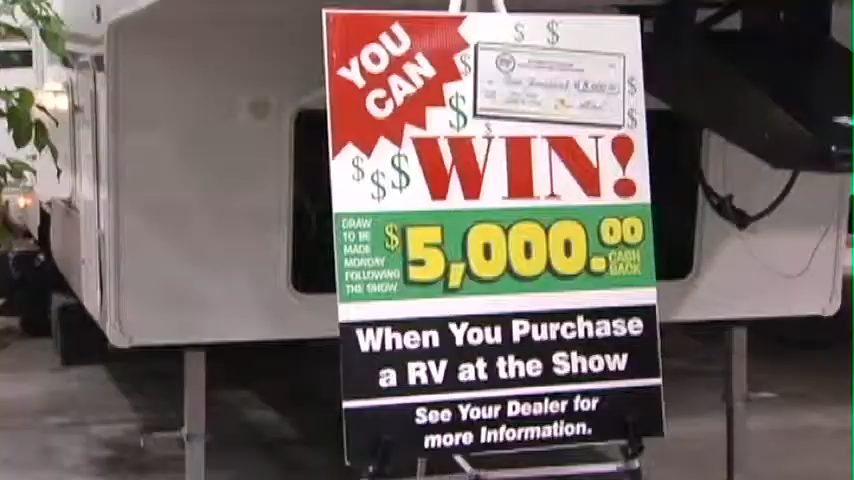 YOU
CAN
$ $
$
$
$
$
$
WIN!
$ $ $
DRAW
TO BE
MADE
MONDAY
FOLLOWING
THE SHOW
$5,000.00
CASH
BACK
When You Purchase
a RV at the Show
See Your Dealer for
more Information.